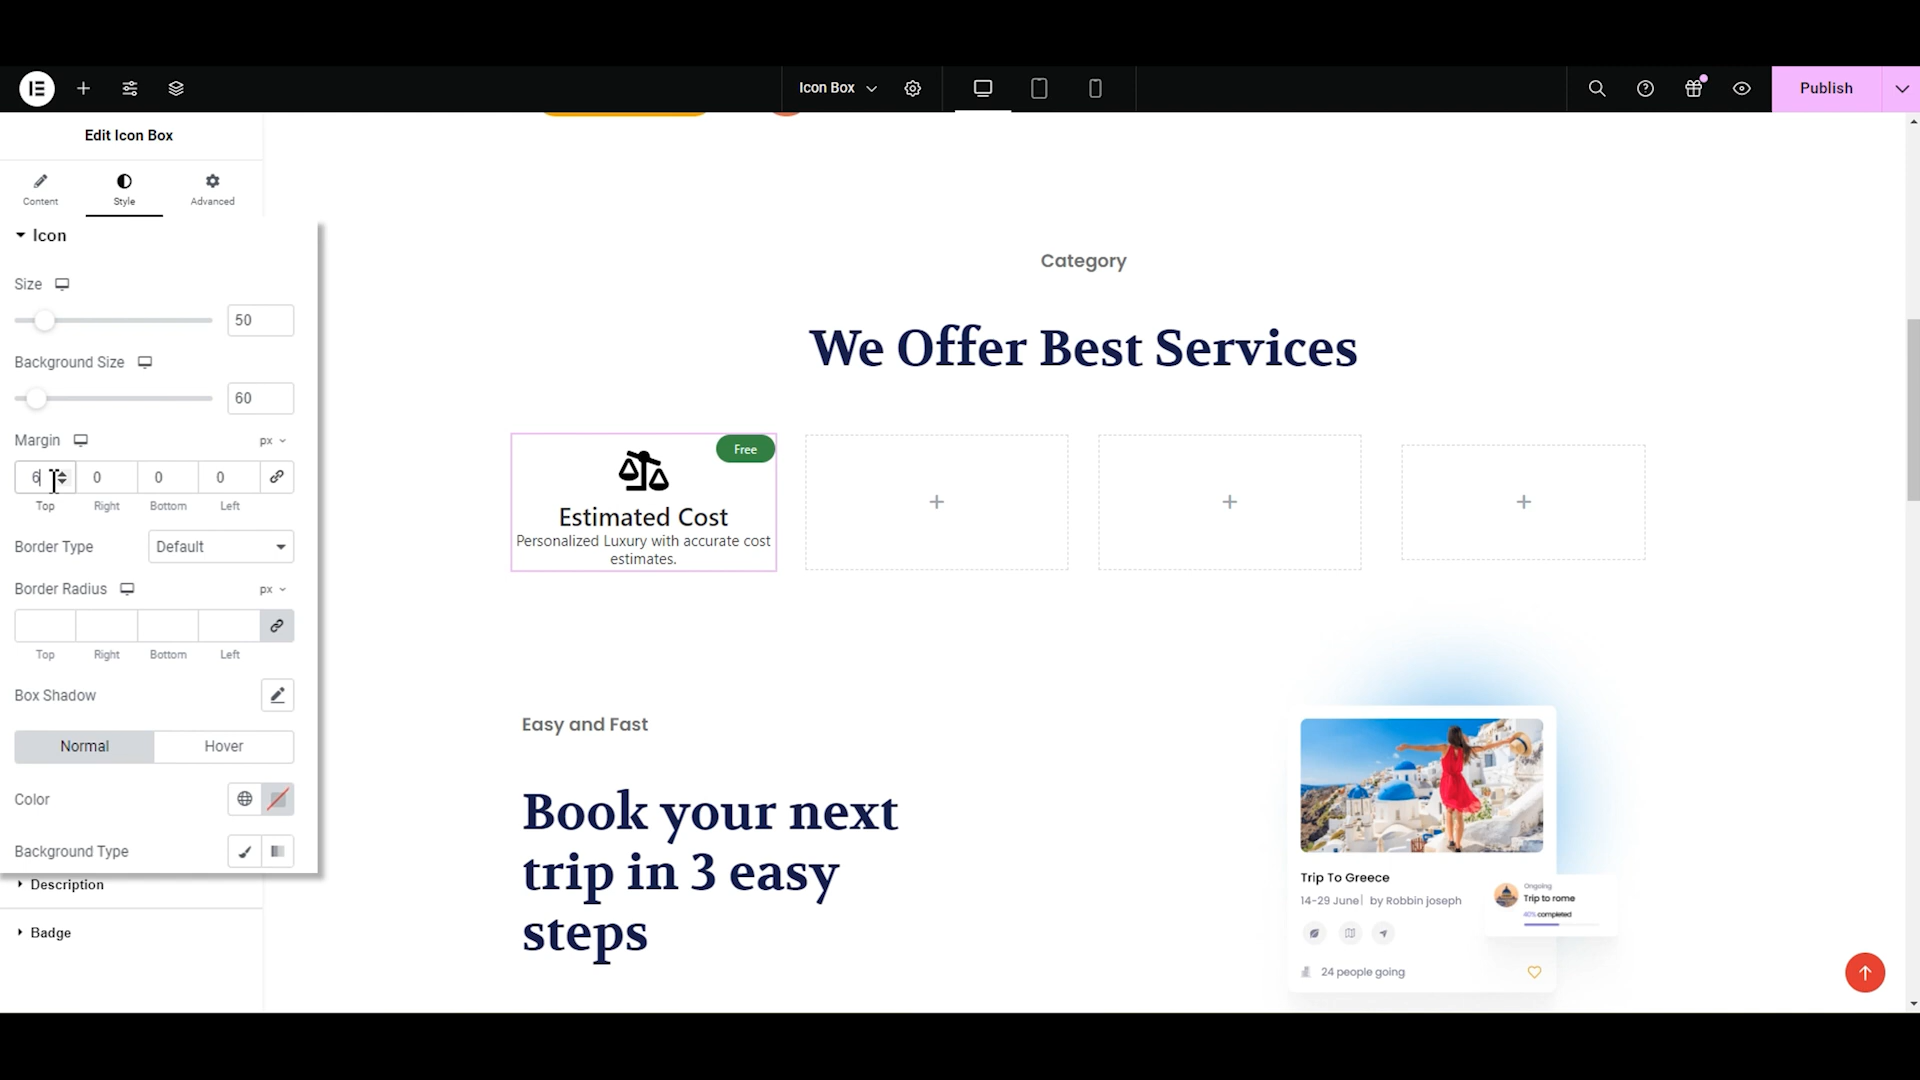 Icon Box
Publish
Edit Icon Box
Content
Style
Advanced
Icon
Size
50
Background Size
60
Margin
px
6
0
0
0
Top
Right
Bottom
Left
Border Type
Default
Border Radius
px
Top
Right
Bottom
Left
Box Shadow
Normal
Hover
Color
Background Type
Description
Badge
Category
We Offer Best Services
Free
Estimated Cost
Personalized Luxury with accurate cost
estimates.
Easy and Fast
Book your next
trip in 3 easy
steps
Trip To Greece
14-29 June| by Robbin joseph
24 people going
Ongoing
Trip to rome
40% completed